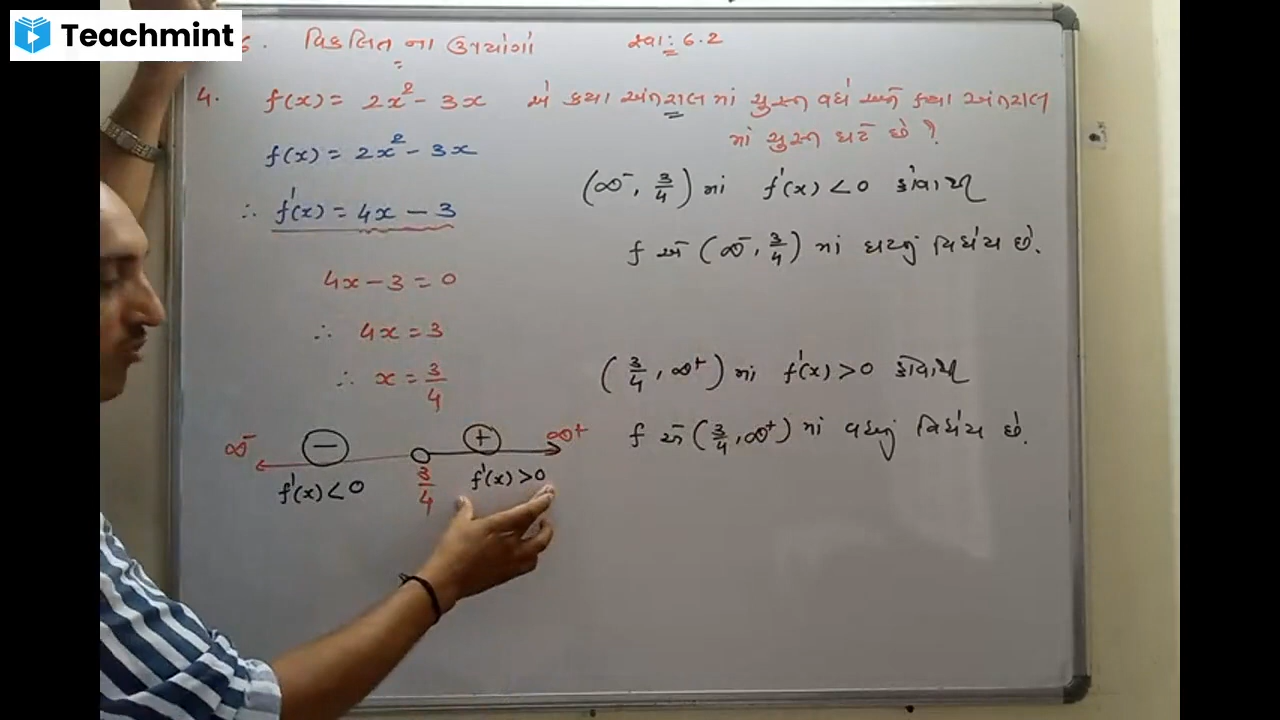 Teachmint
6. વિકલિત ના ઉપયોગો સ્વા: 6.2
4. f(x) = 2x² - 3x એ કયા અંતરાલ માં ચુસ્ત વધે અને કયા અંતરાલ
માં ચુસ્ત ઘટે છે ?
f(x) = 2x² - 3x
∴ f'(x) = 4x - 3
4x - 3 = 0
∴ 4x = 3
∴ x = 3/4
∞⁻ − + ∞⁺
f'(x) < 0 3/4 f'(x) > 0
(∞⁻, 3/4) માં f'(x) < 0 હોવાથી
f એ (∞⁻, 3/4) માં ઘટતું વિધેય છે.
(3/4, ∞⁺) માં f'(x) > 0 હોવાથી
f એ (3/4, ∞⁺) માં વધતું વિધેય છે.